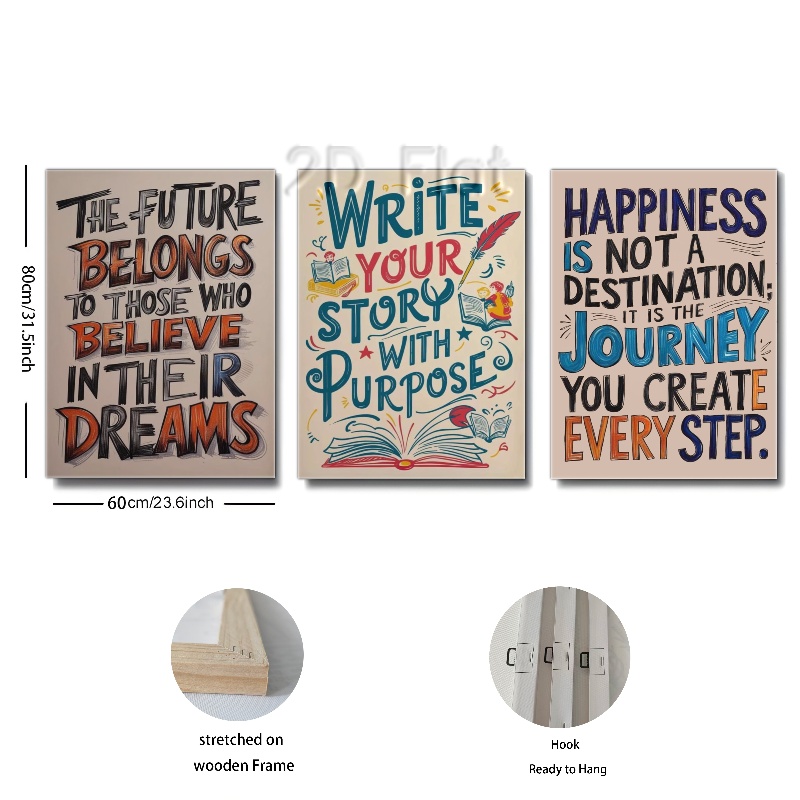 2D Flat
THE FUTURE
BELONGS
TO THOSE WHO
BELIEVE
IN THEIR
DREAMS
WRiTE
YOUR
STORY
WITH
PURPOSE
HAPPINESS
IS NOT A
DESTINATION;
IT IS THE
JOURNEY
YOU CREATE
EVERY STEP.
80cm/31.5inch
60cm/23.6inch
stretched on
wooden Frame
Hook
Ready to Hang